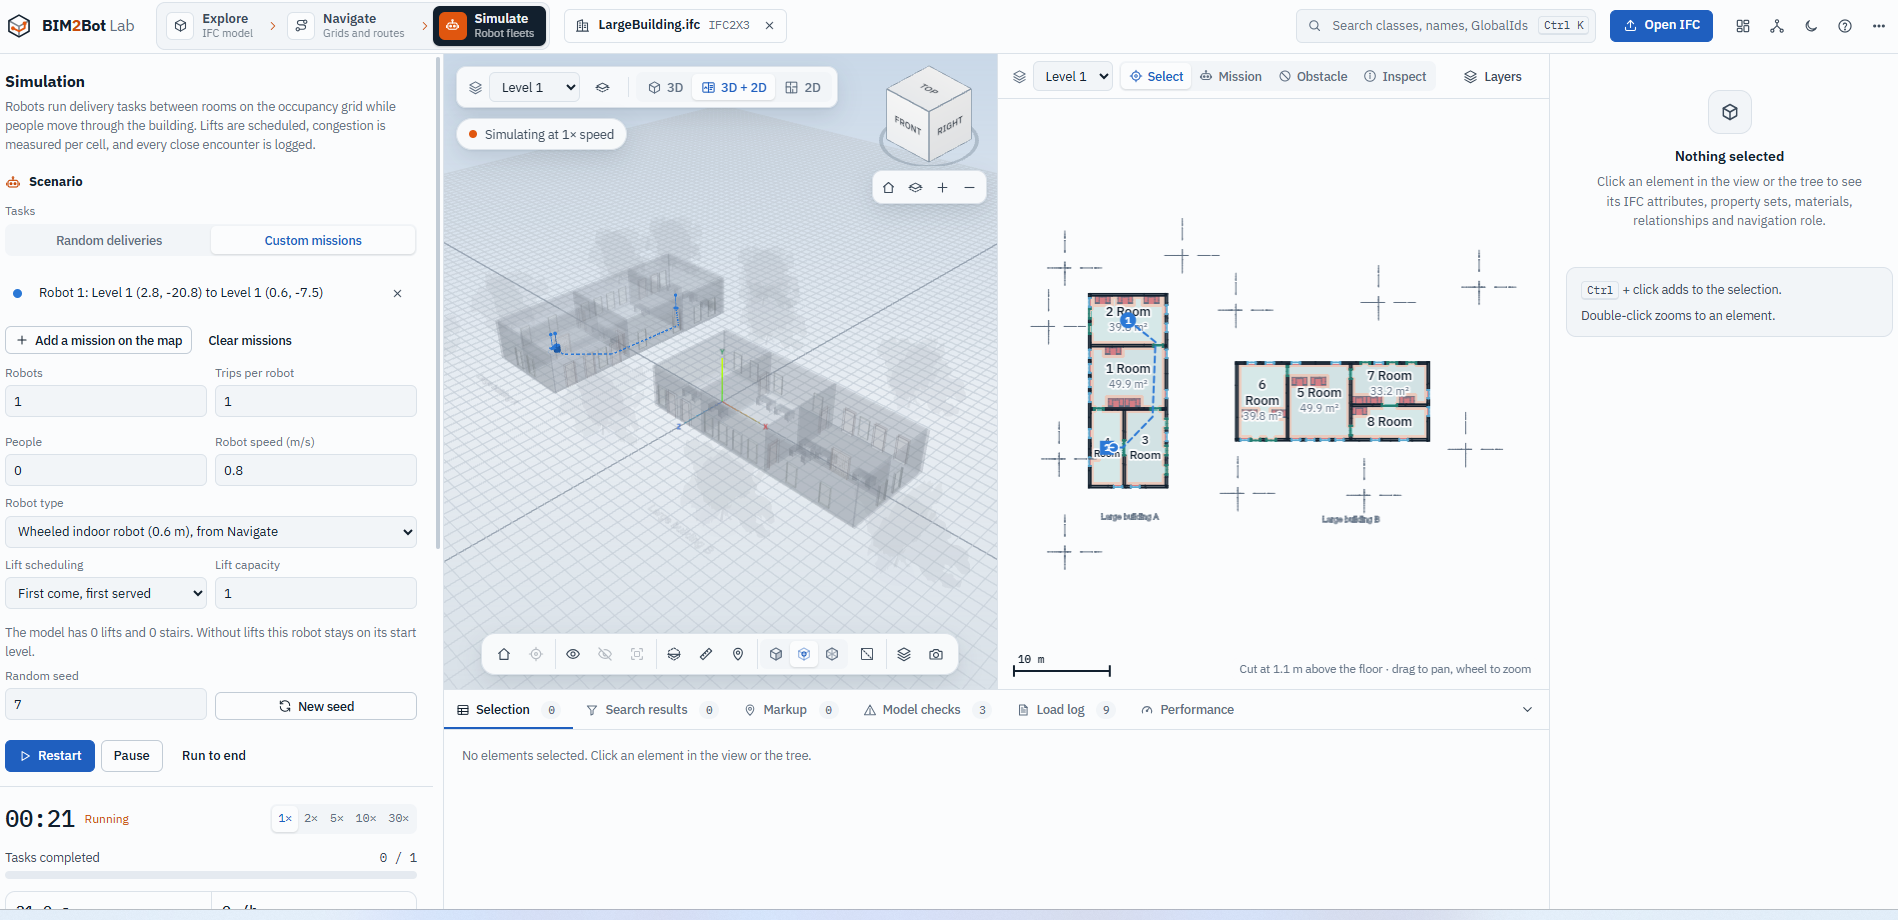 BIM2Bot Lab
Explore
IFC model
Navigate
Grids and routes
Simulate
Robot fleets
LargeBuilding.ifc IFC2X3
Search classes, names, GlobalIds Ctrl K
Open IFC
Simulation
Robots run delivery tasks between rooms on the occupancy grid while
people move through the building. Lifts are scheduled, congestion is
measured per cell, and every close encounter is logged.
Scenario
Tasks
Random deliveries
Custom missions
Robot 1: Level 1 (2.8, -20.8) to Level 1 (0.6, -7.5)
Add a mission on the map
Clear missions
Robots
Trips per robot
1
1
People
Robot speed (m/s)
0
0.8
Robot type
Wheeled indoor robot (0.6 m), from Navigate
Lift scheduling
Lift capacity
First come, first served
1
The model has 0 lifts and 0 stairs. Without lifts this robot stays on its start
level.
Random seed
7
New seed
Restart
Pause
Run to end
00:21 Running
1× 2× 5× 10× 30×
Tasks completed
0 / 1
Level 1
3D
3D + 2D
2D
Simulating at 1× speed
TOP
FRONT
RIGHT
Y
X
Z
Level 1
Select
Mission
Obstacle
Inspect
Layers
2 Room
1
1 Room
49.9 m²
3
Room
Room
6
Room
39.8 m²
5 Room
49.9 m²
7 Room
33.2 m²
8 Room
Large building A
Large building B
10 m
Cut at 1.1 m above the floor · drag to pan, wheel to zoom
Selection 0
Search results 0
Markup 0
Model checks 3
Load log 9
Performance
No elements selected. Click an element in the view or the tree.
Nothing selected
Click an element in the view or the tree to see
its IFC attributes, property sets, materials,
relationships and navigation role.
Ctrl + click adds to the selection.
Double-click zooms to an element.